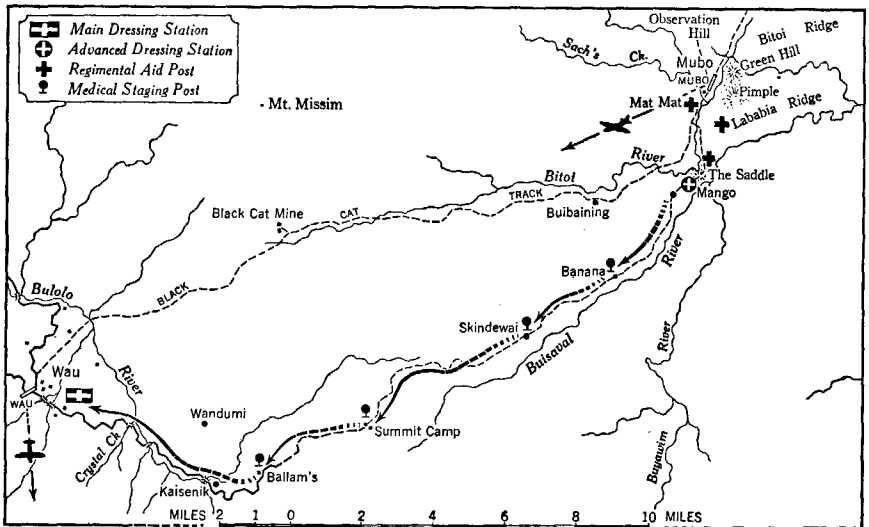 Main Dressing Station
Advanced Dressing Station
Regimental Aid Post
Medical Staging Post
Observation
Hill
Bitoi Ridge
Sach's Ck.
Mubo
MUBO
Green Hill
Pimple
Mt. Missim
Mat Mat
Lababia Ridge
Bitoi River
The Saddle
Mango
Black Cat Mine
BLACK CAT TRACK
Buibaining
Banana
Bulolo River
Skindewai
Buisaval River
River
Wau
WAU
Wandumi
Summit Camp
Crystal Ck
Ballam's
Kaisenik
Buyawim
MILES 2 1 0 2 4 6 8 10 MILES